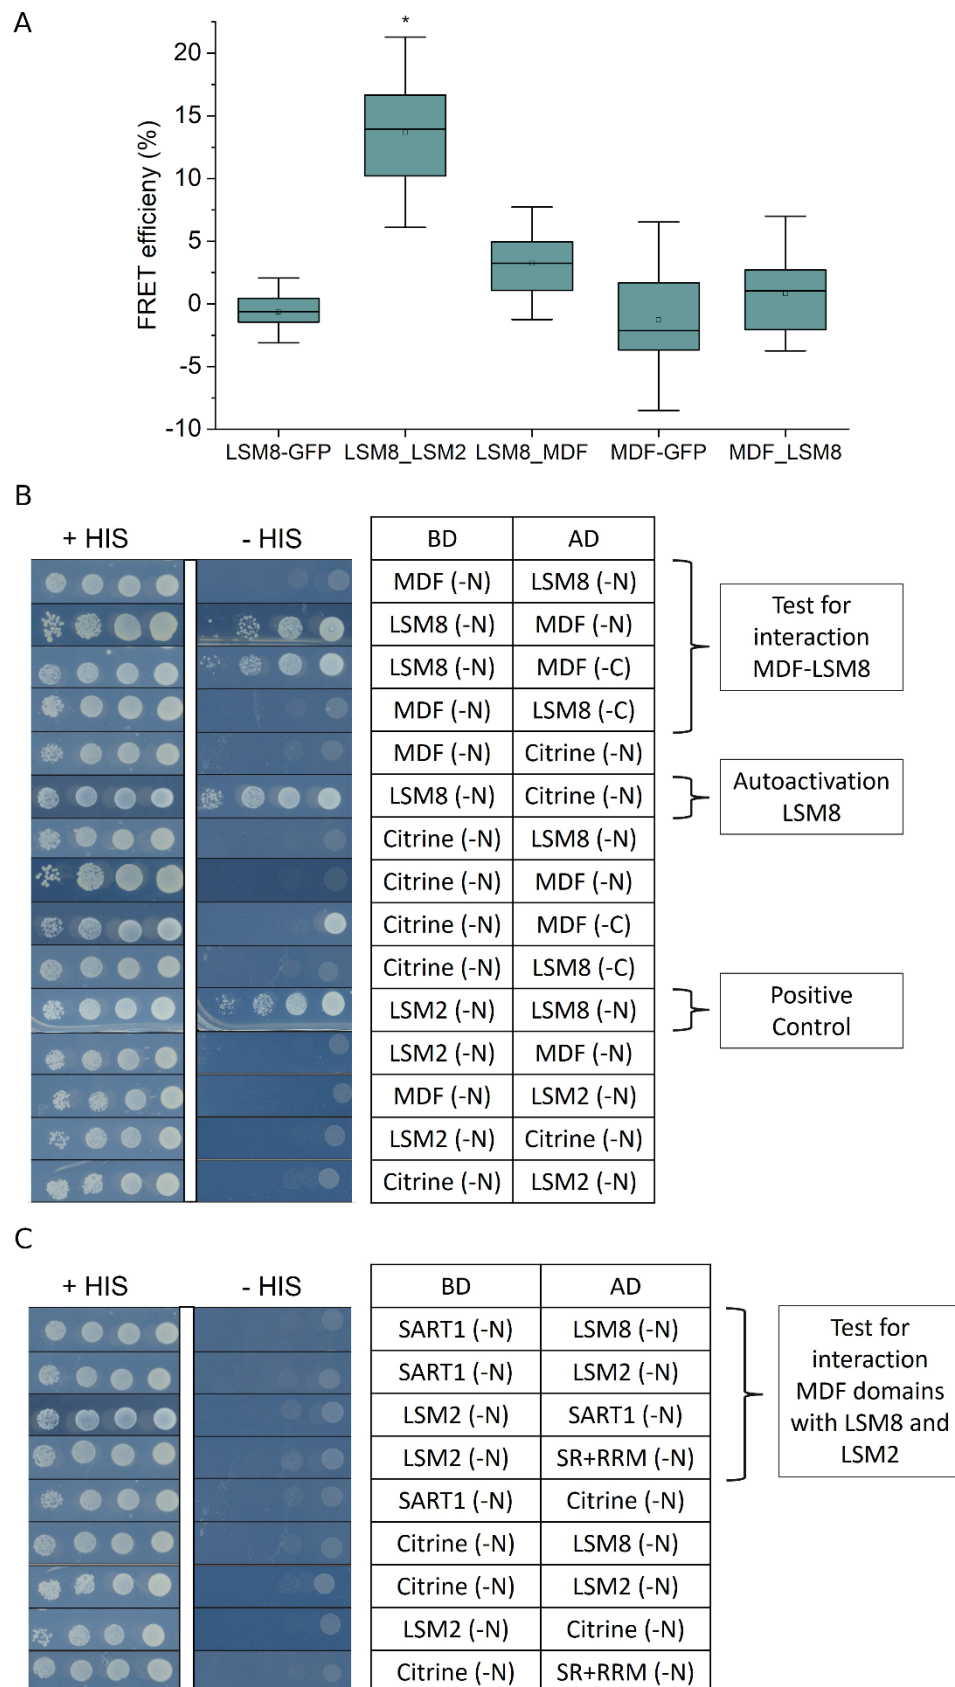 A
FRET efficieny (%)
20
15
10
5
0
-5
-10
*
LSM8-GFP LSM8_LSM2 LSM8_MDF MDF-GFP MDF_LSM8
B
+ HIS - HIS BD AD
MDF (-N) LSM8 (-N)
LSM8 (-N) MDF (-N)
LSM8 (-N) MDF (-C)
MDF (-N) LSM8 (-C)
Test for
interaction
MDF-LSM8
MDF (-N) Citrine (-N)
LSM8 (-N) Citrine (-N)
Autoactivation
LSM8
Citrine (-N) LSM8 (-N)
Citrine (-N) MDF (-N)
Citrine (-N) MDF (-C)
Citrine (-N) LSM8 (-C)
LSM2 (-N) LSM8 (-N)
Positive
Control
LSM2 (-N) MDF (-N)
MDF (-N) LSM2 (-N)
LSM2 (-N) Citrine (-N)
Citrine (-N) LSM2 (-N)
C
+ HIS - HIS BD AD
SART1 (-N) LSM8 (-N)
SART1 (-N) LSM2 (-N)
LSM2 (-N) SART1 (-N)
LSM2 (-N) SR+RRM (-N)
Test for
interaction
MDF domains
with LSM8 and
LSM2
SART1 (-N) Citrine (-N)
Citrine (-N) LSM8 (-N)
Citrine (-N) LSM2 (-N)
LSM2 (-N) Citrine (-N)
Citrine (-N) SR+RRM (-N)